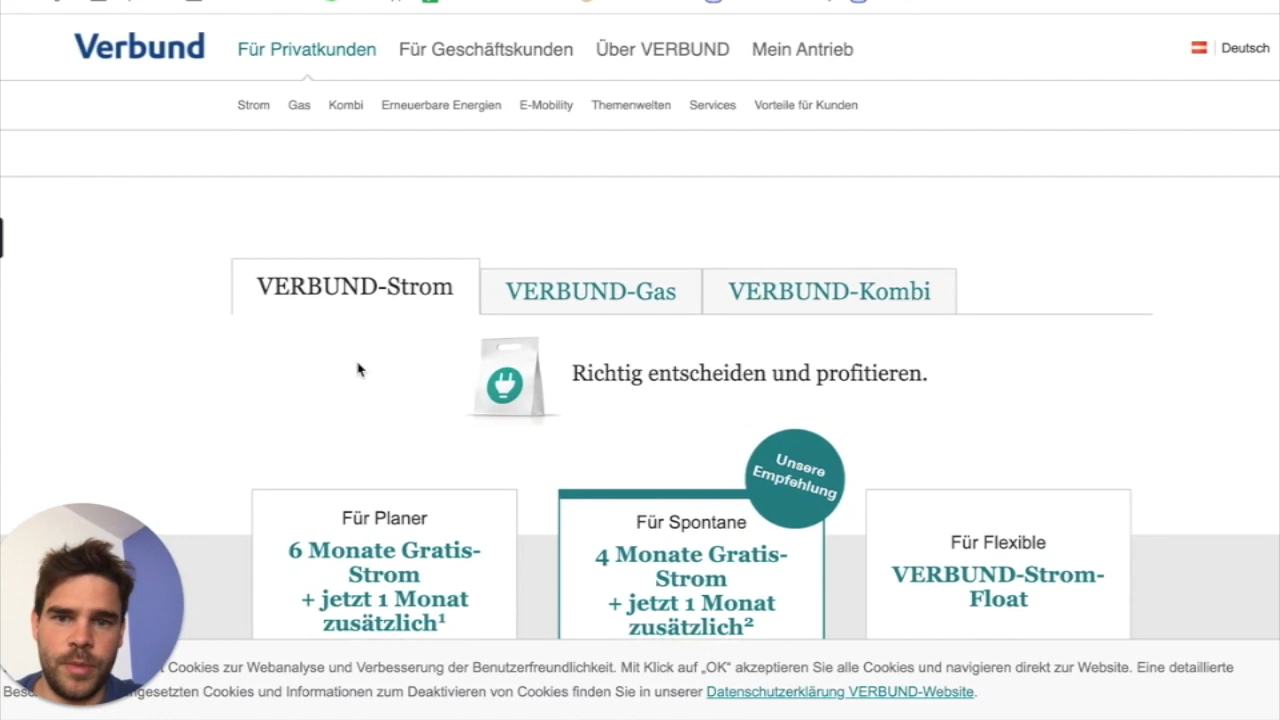 Verbund
Für Privatkunden
Für Geschäftskunden
Über VERBUND
Mein Antrieb
Deutsch
Strom
Gas
Kombi
Erneuerbare Energien
E-Mobility
Themenwelten
Services
Vorteile für Kunden
VERBUND-Strom
VERBUND-Gas
VERBUND-Kombi
Richtig entscheiden und profitieren.
Unsere
Empfehlung
Für Planer
6 Monate Gratis-
Strom
+ jetzt 1 Monat
zusätzlich¹
Für Spontane
4 Monate Gratis-
Strom
+ jetzt 1 Monat
zusätzlich²
Für Flexible
VERBUND-Strom-
Float
Cookies zur Webanalyse und Verbesserung der Benutzerfreundlichkeit. Mit Klick auf „OK“ akzeptieren Sie alle Cookies und navigieren direkt zur Website. Eine detaillierte
Cookies und Informationen zum Deaktivieren von Cookies finden Sie in unserer Datenschutzerklärung VERBUND-Website.